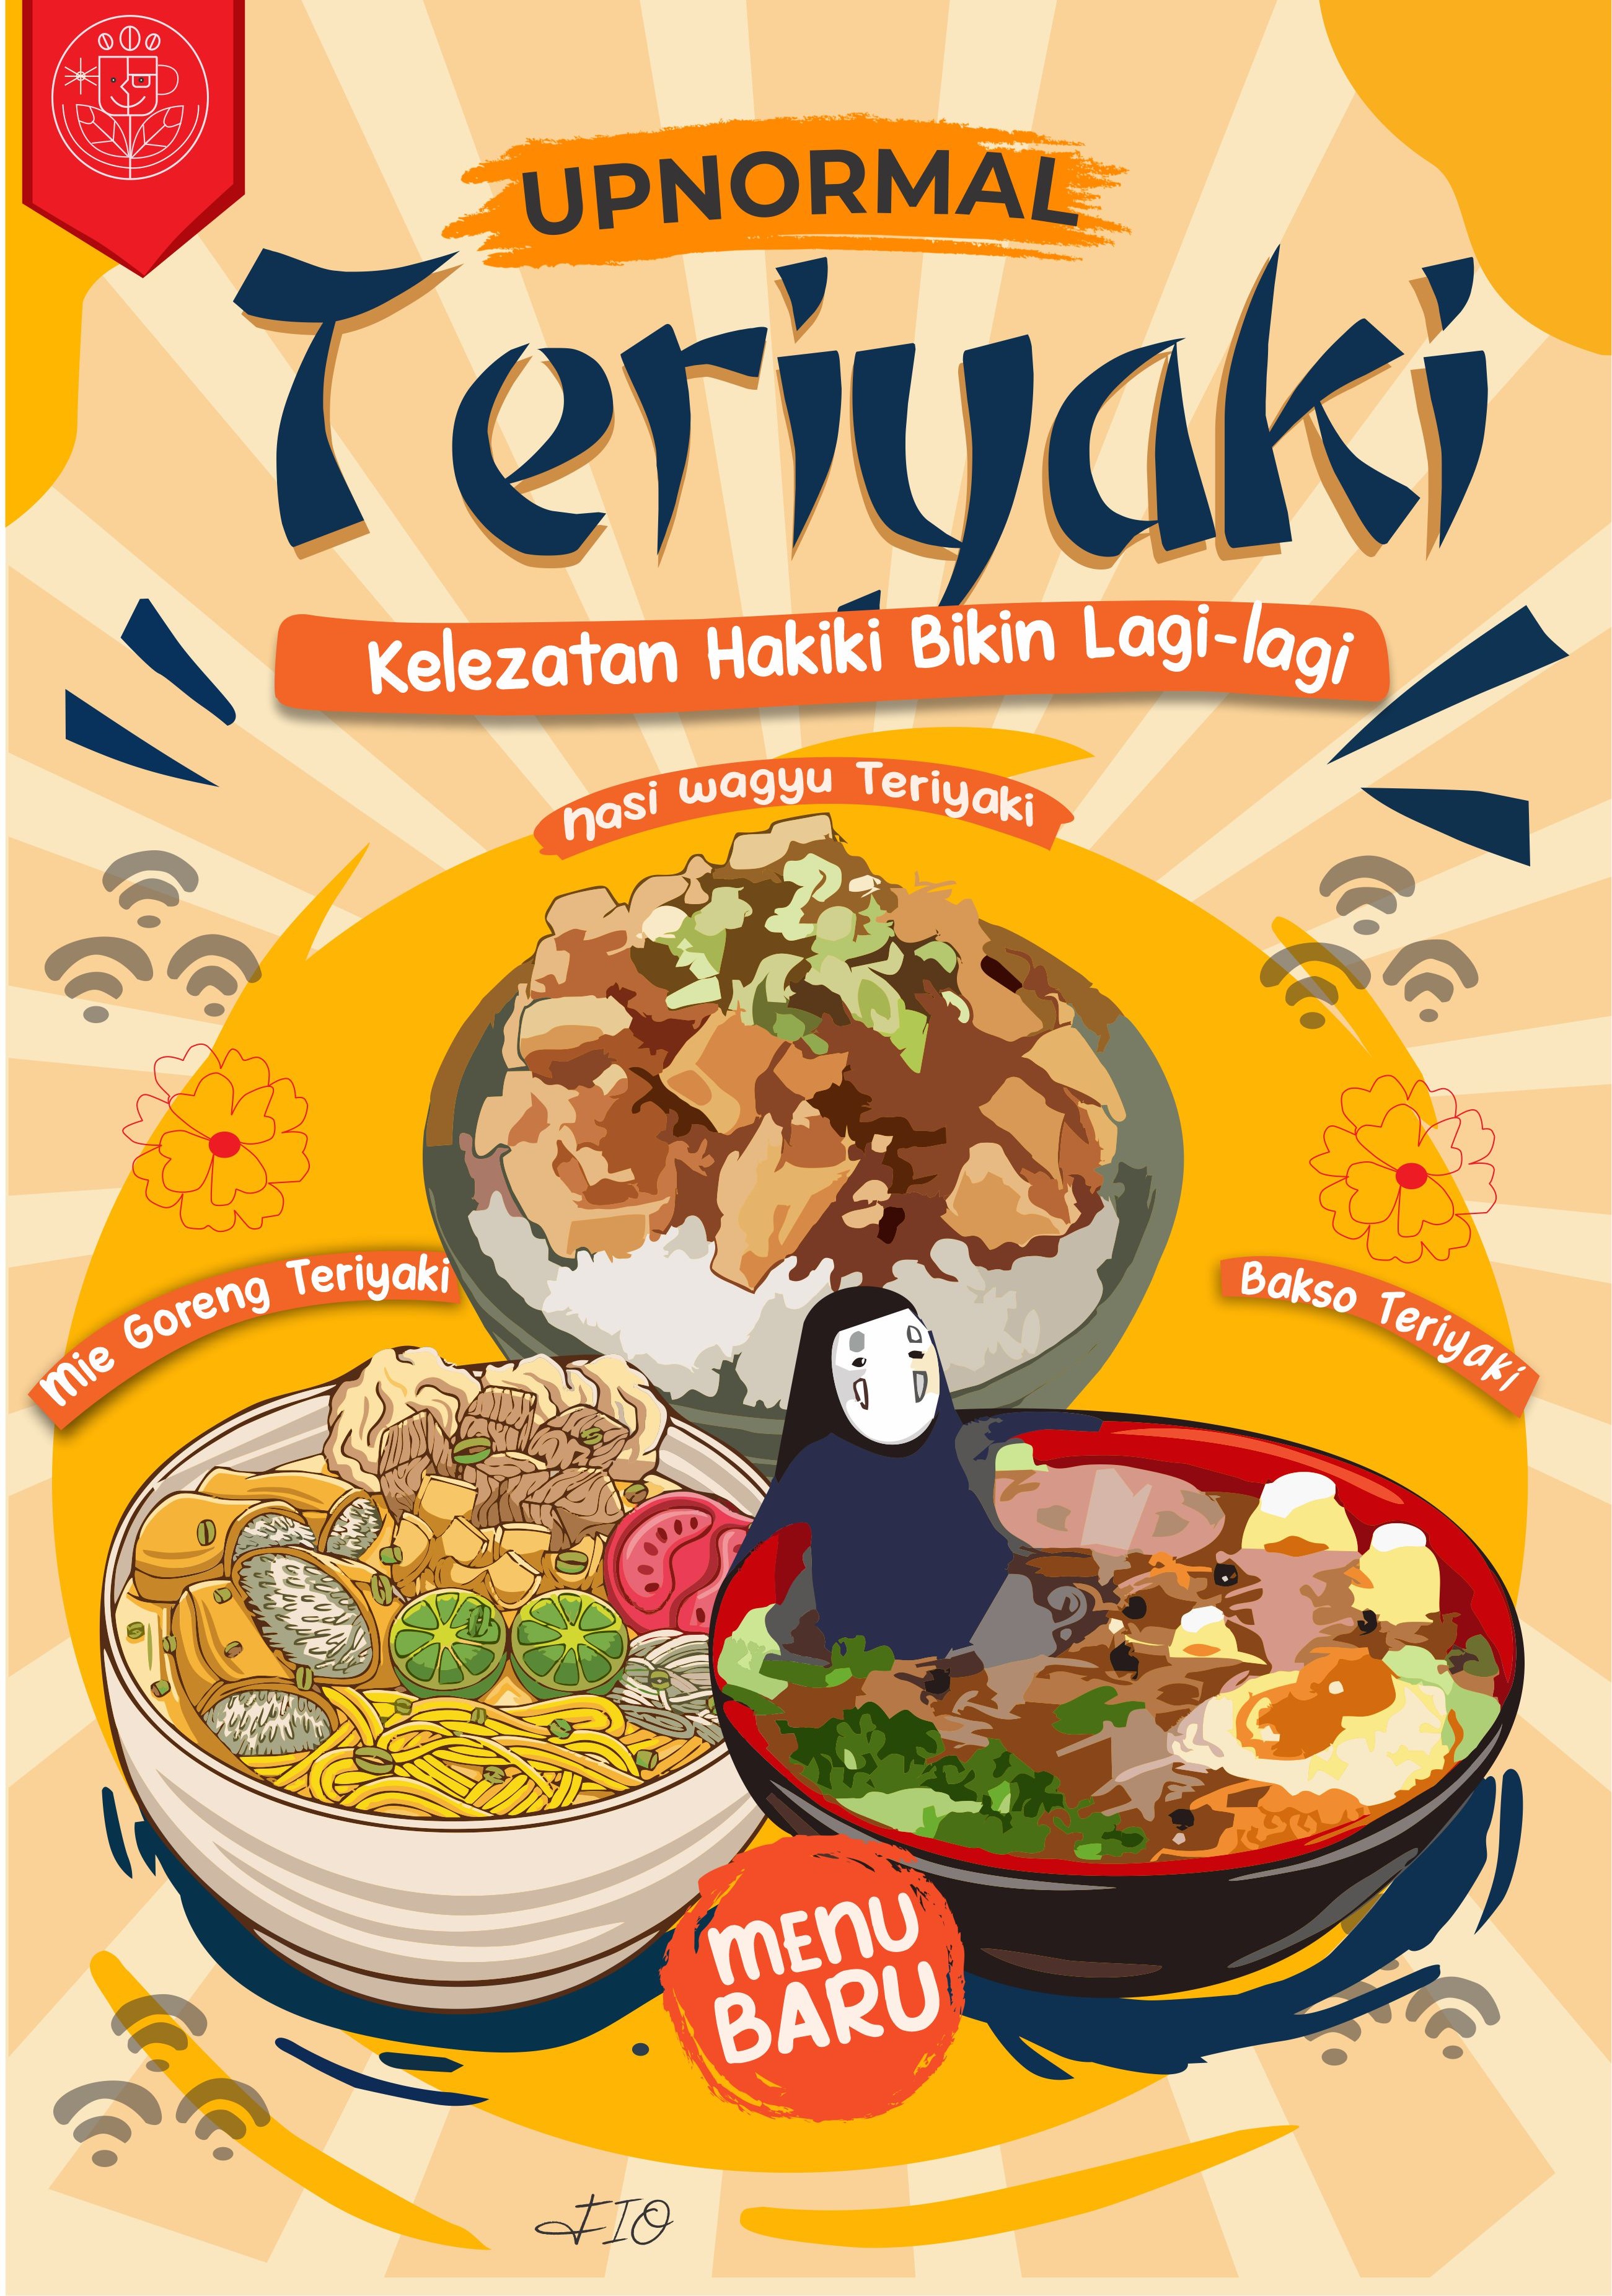 UPNORMAL
Teriyaki
Kelezatan Hakiki Bikin Lagi-lagi
nasi wagyu Teriyaki
Mie Goreng Teriyaki
Bakso Teriyaki
MENU
BARU
FIO